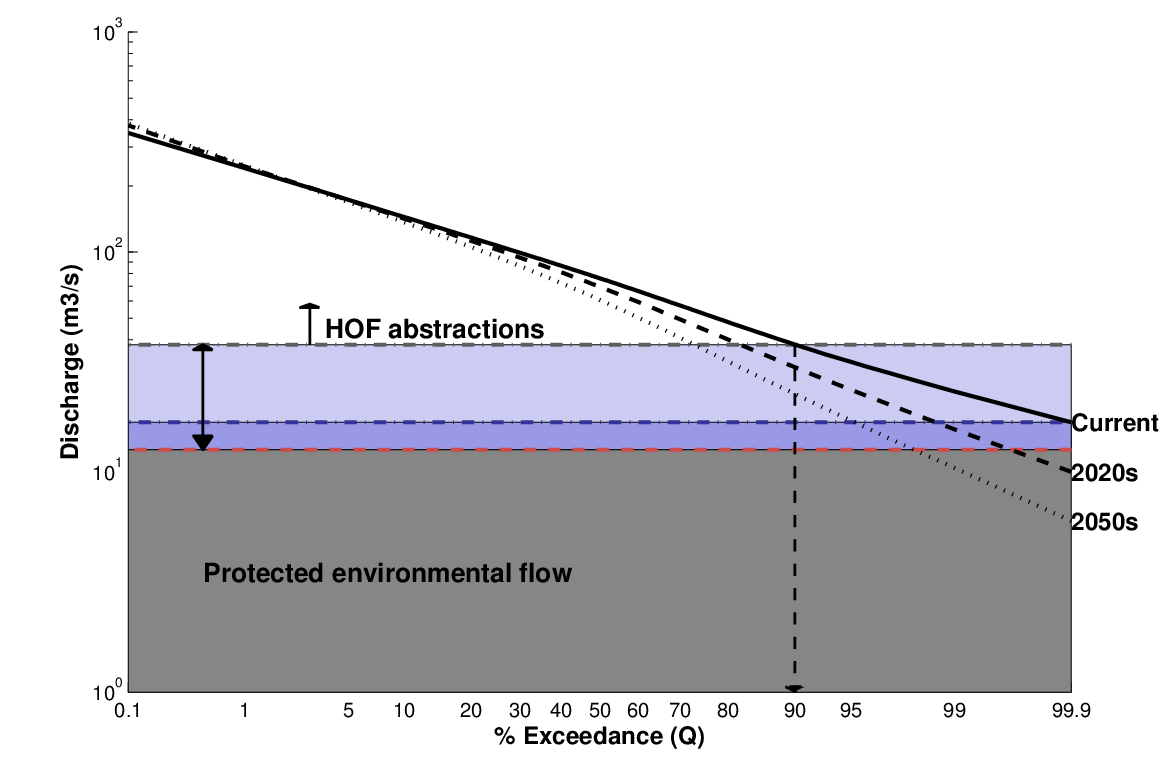 10³
10²
10¹
10⁰
Discharge (m3/s)
HOF abstractions
Protected environmental flow
Current
2020s
2050s
0.1 1 5 10 20 30 40 50 60 70 80 90 95 99 99.9
% Exceedance (Q)